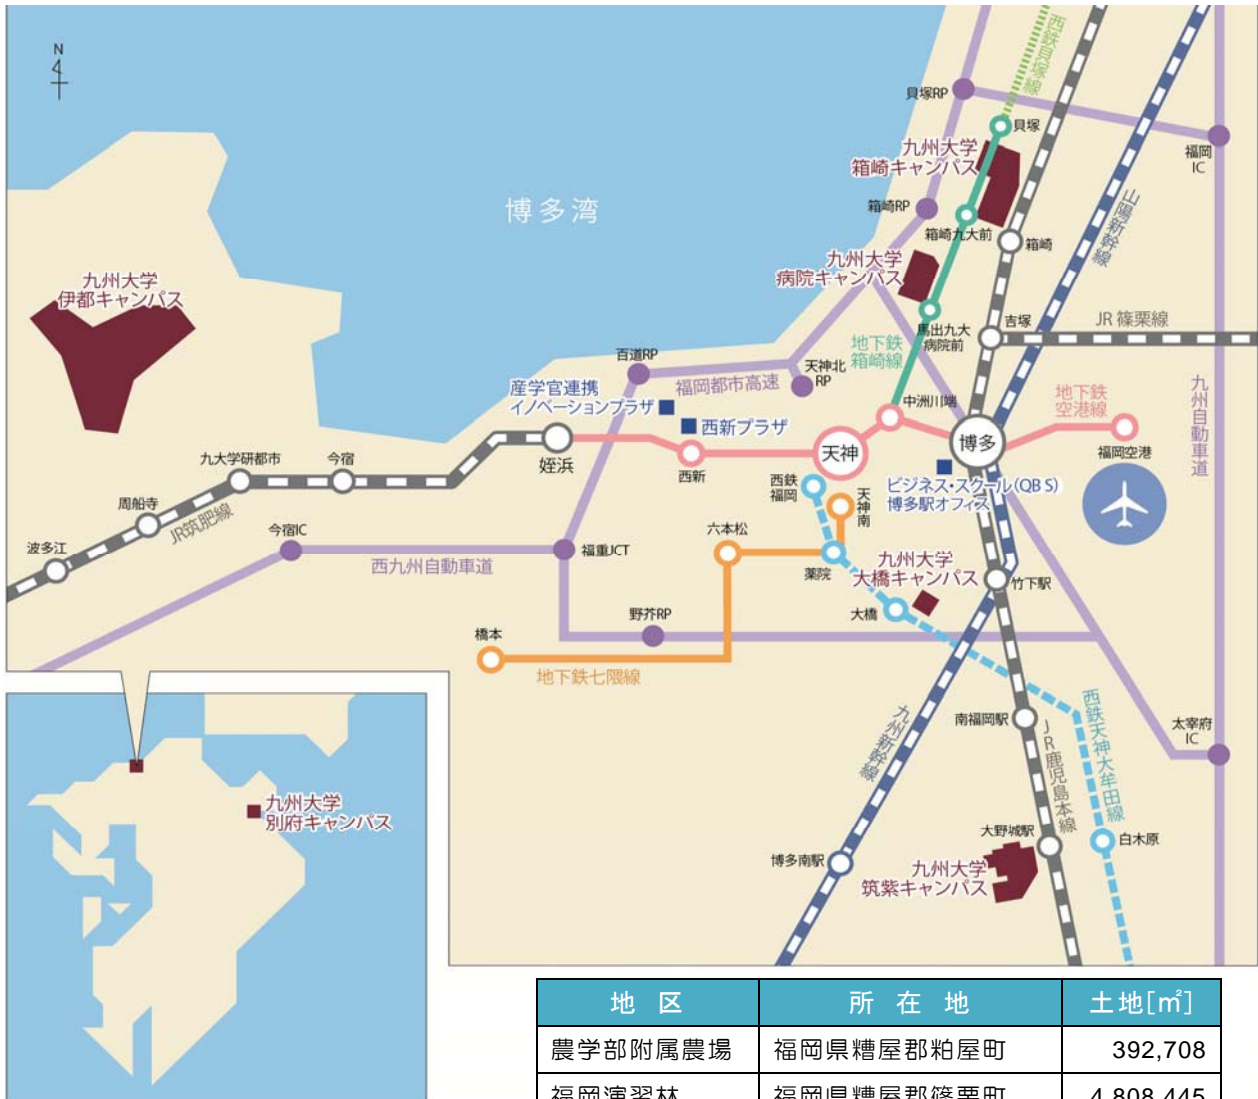 N
西鉄貝塚線
貝塚RP
貝塚
福岡
IC
九州大学
箱崎キャンパス
博多湾
箱崎RP
箱崎九大前
箱崎
山陽新幹線
九州大学
病院キャンパス
九州大学
伊都キャンパス
馬出九大
病院前
吉塚
JR篠栗線
地下鉄
箱崎線
百道RP
福岡都市高速
天神北
RP
産学官連携
イノベーションプラザ
西新プラザ
中洲川端
地下鉄
空港線
九州自動車道
姪浜
西新
天神
博多
福岡空港
九大学研都市
今宿
周船寺
JR筑肥線
波多江
今宿IC
西九州自動車道
福重JCT
西鉄
福岡
天神南
ビジネス・スクール(QBS)
博多駅オフィス
六本松
薬院
九州大学
大橋キャンパス
大橋
竹下駅
野芥RP
橋本
地下鉄七隈線
九州新幹線
南福岡駅
JR鹿児島本線
西鉄天神大牟田線
太宰府
IC
大野城駅
白木原
博多南駅
九州大学
筑紫キャンパス
九州大学
別府キャンパス
地 区 所 在 地 土地[㎡]
農学部附属農場 福岡県糟屋郡粕屋町 392,708
福岡演習林 福岡県糟屋郡篠栗町 4,808,445